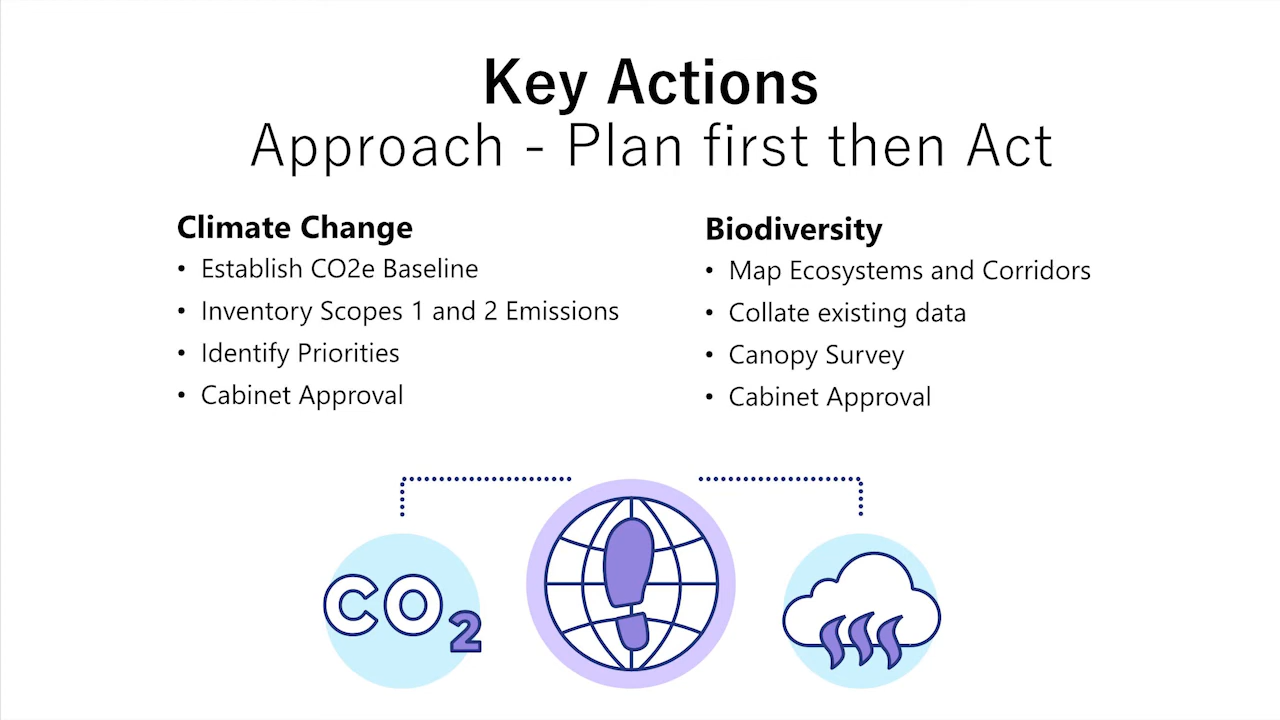 Key Actions
Approach - Plan first then Act
Climate Change
• Establish CO2e Baseline
• Inventory Scopes 1 and 2 Emissions
• Identify Priorities
• Cabinet Approval
Biodiversity
• Map Ecosystems and Corridors
• Collate existing data
• Canopy Survey
• Cabinet Approval
CO2